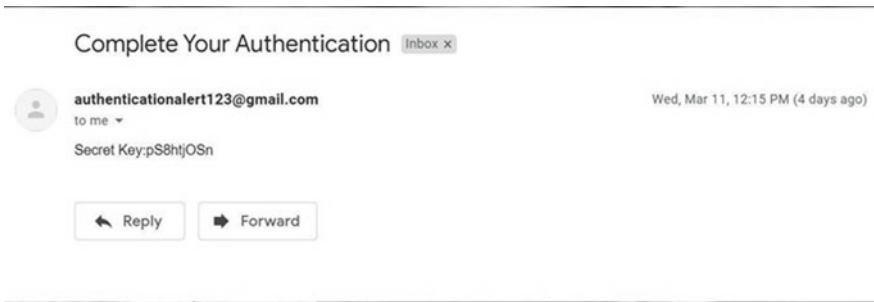 Complete Your Authentication Inbox x
authenticationalert123@gmail.com Wed, Mar 11, 12:15 PM (4 days ago)
to me
Secret Key:pS8htjOSn
Reply Forward